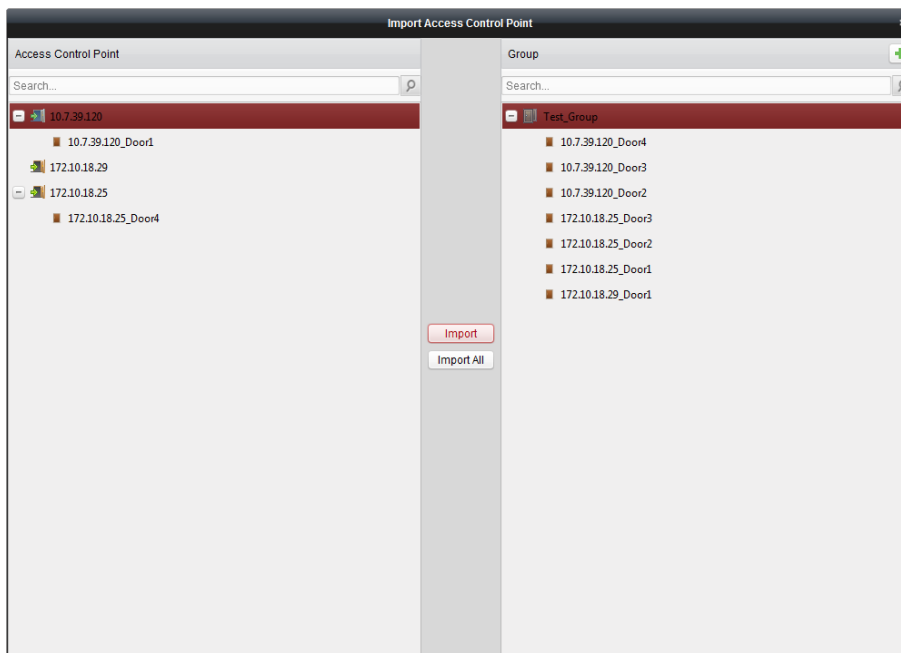 Import Access Control Point
Access Control Point
Search...
10.7.39.120
10.7.39.120_Door1
172.10.18.29
172.10.18.25
172.10.18.25_Door4
Import
Import All
Group
Search...
Test_Group
10.7.39.120_Door4
10.7.39.120_Door3
10.7.39.120_Door2
172.10.18.25_Door3
172.10.18.25_Door2
172.10.18.25_Door1
172.10.18.29_Door1